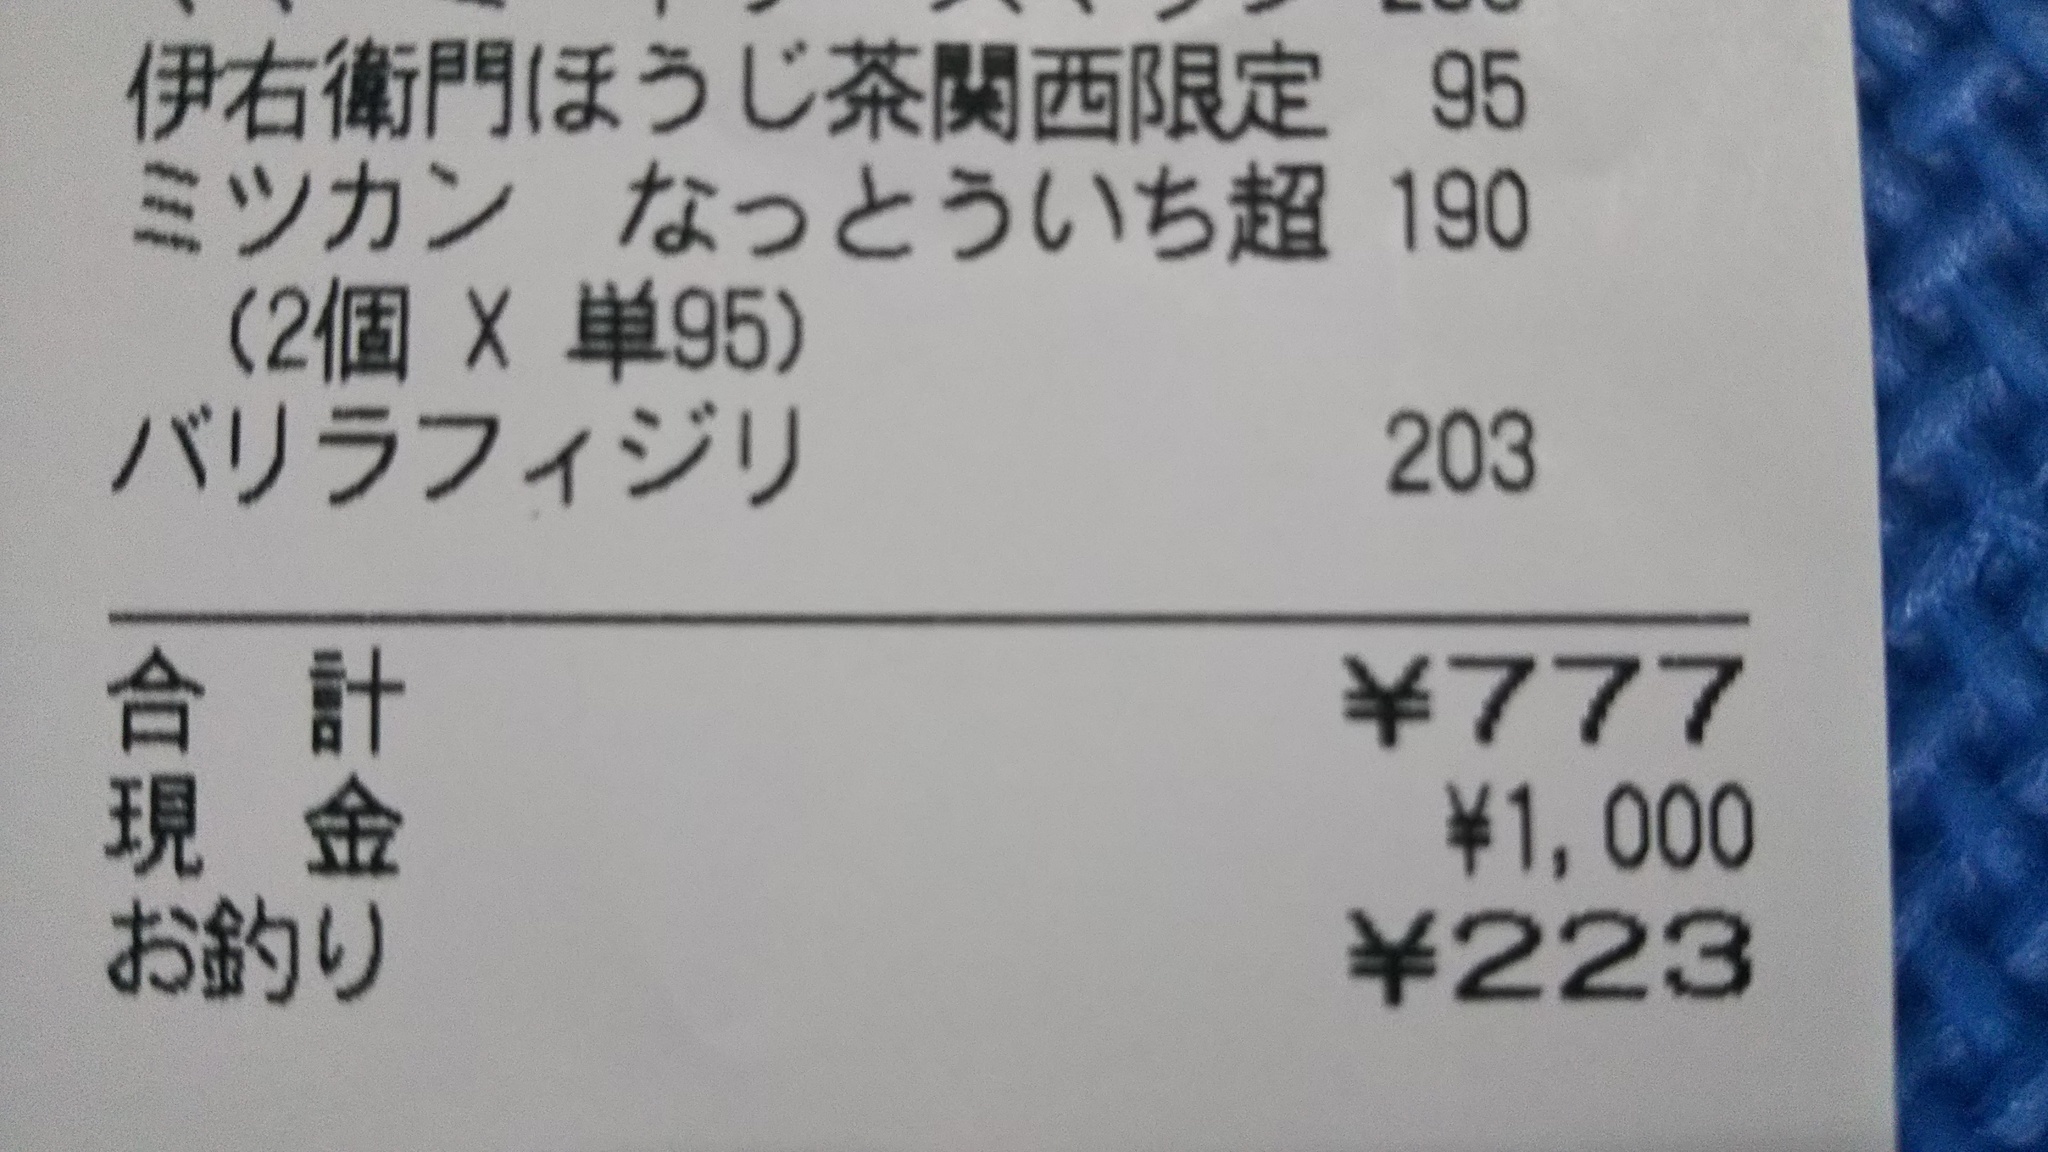 伊右衛門ほうじ茶関西限定 95
ミツカン なっとういち超 190
(2個 X 単95)
バリラフィジリ 203
合 計 ¥777
現 金 ¥1,000
お釣り ¥223